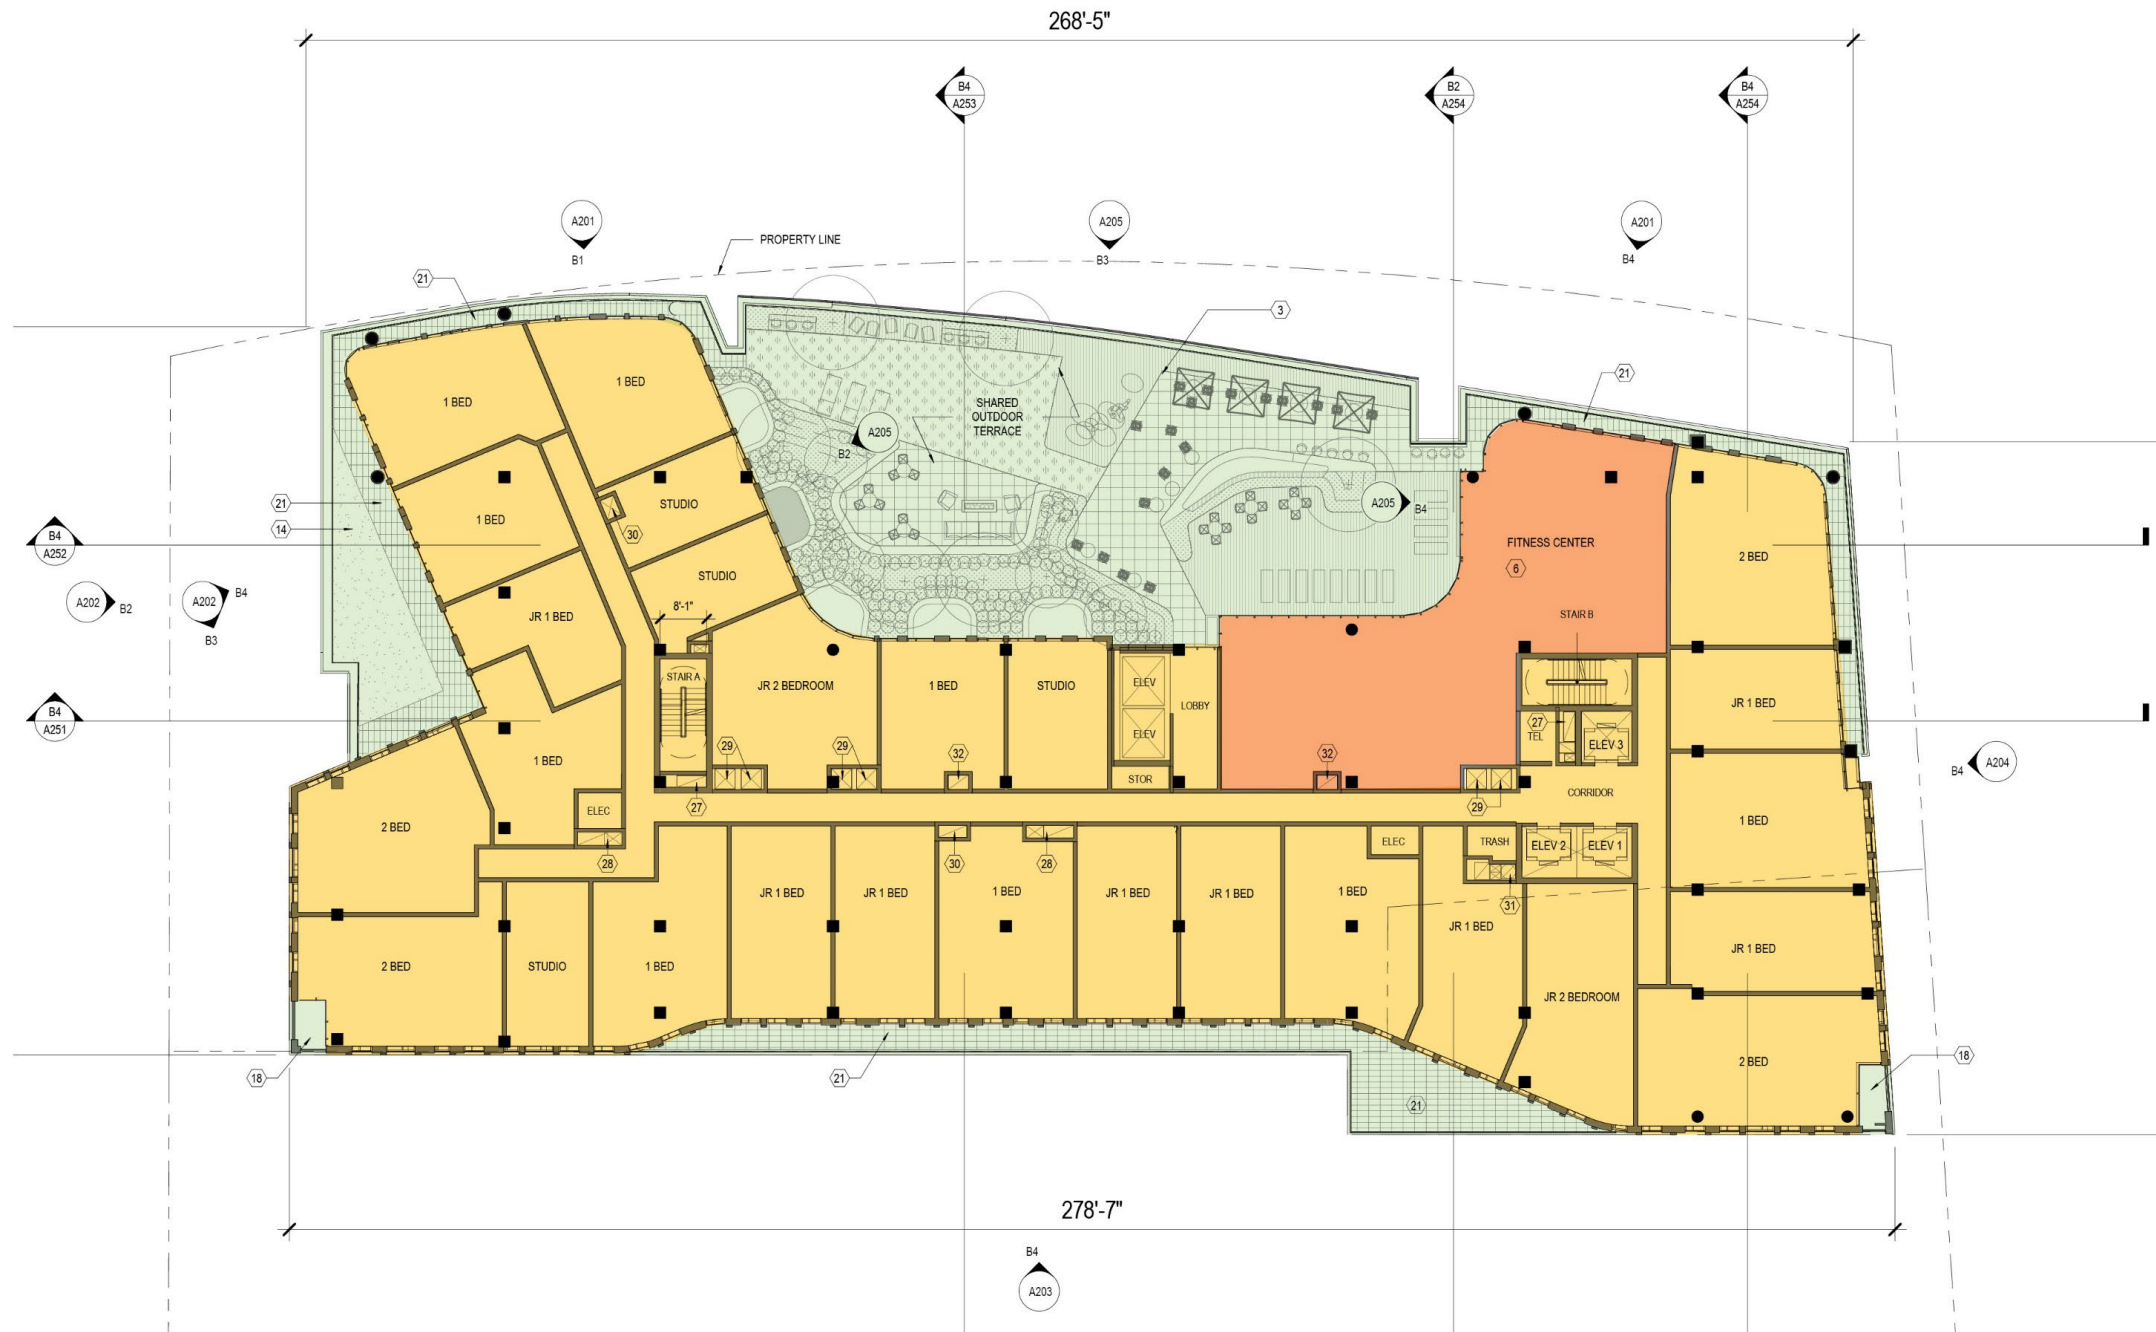 268'-5"
B4
A253
B2
A254
B4
A254
A201
B1
A205
B3
A201
B4
PROPERTY LINE
21
3
21
1 BED
1 BED
SHARED
OUTDOOR
TERRACE
A205
B2
A205
B4
21
14
1 BED
STUDIO
30
FITNESS CENTER
6
2 BED
B4
A252
A202
B2
A202
B4
B3
STUDIO
8'-1"
JR 1 BED
STAIR B
STAIR A
JR 2 BEDROOM
1 BED
STUDIO
ELEV
ELEV
LOBBY
STOR
JR 1 BED
B4
A251
27
TEL
ELEV 3
1 BED
29
29
32
32
27
29
CORRIDOR
B4
A204
ELEC
28
2 BED
1 BED
ELEC
TRASH
ELEV 2
ELEV 1
30
28
31
JR 1 BED
JR 1 BED
1 BED
JR 1 BED
JR 1 BED
1 BED
JR 1 BED
JR 1 BED
2 BED
STUDIO
1 BED
JR 2 BEDROOM
2 BED
18
21
21
18
278'-7"
B4
A203